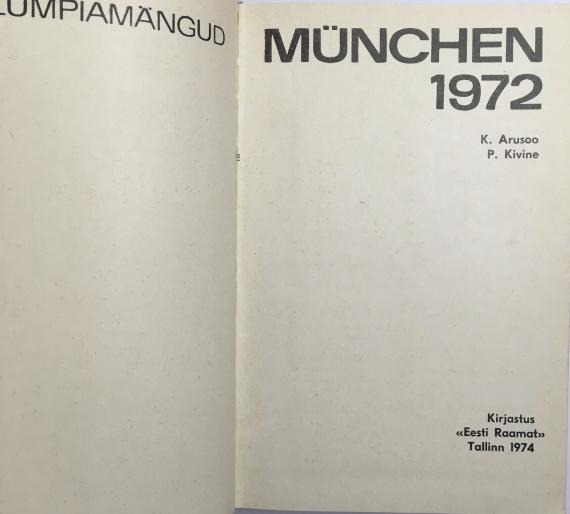 LUMPIAMÄNGUD
MÜNCHEN
1972
K. Arusoo
P. Kivine
Kirjastus
«Eesti Raamat»
Tallinn 1974